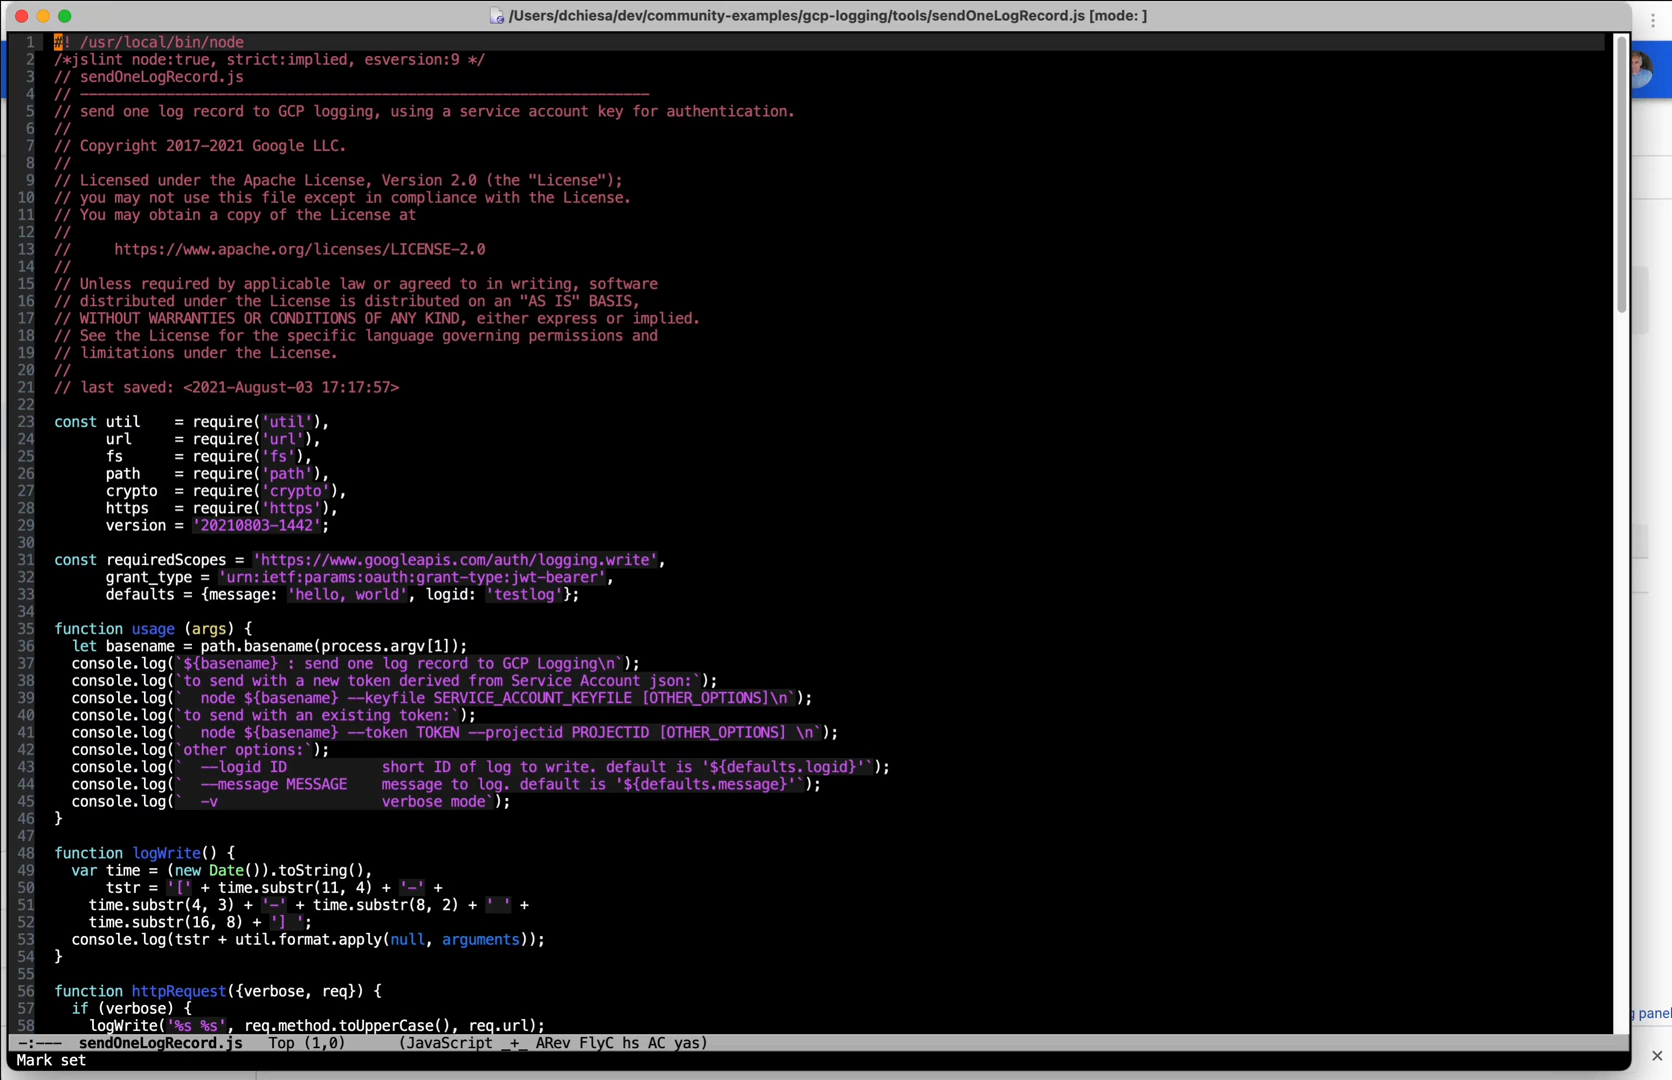 /Users/dchiesa/dev/community-examples/gcp-logging/tools/sendOneLogRecord.js [mode: ]
1 #! /usr/local/bin/node
2 /*jslint node:true, strict:implied, esversion:9 */
3 // sendOneLogRecord.js
4 // ------------------------------------------------------------------
5 // send one log record to GCP logging, using a service account key for authentication.
6 //
7 // Copyright 2017-2021 Google LLC.
8 //
9 // Licensed under the Apache License, Version 2.0 (the "License");
10 // you may not use this file except in compliance with the License.
11 // You may obtain a copy of the License at
12 //
13 //     https://www.apache.org/licenses/LICENSE-2.0
14 //
15 // Unless required by applicable law or agreed to in writing, software
16 // distributed under the License is distributed on an "AS IS" BASIS,
17 // WITHOUT WARRANTIES OR CONDITIONS OF ANY KIND, either express or implied.
18 // See the License for the specific language governing permissions and
19 // limitations under the License.
20 //
21 // last saved: <2021-August-03 17:17:57>
22
23 const util    = require('util'),
24       url     = require('url'),
25       fs      = require('fs'),
26       path    = require('path'),
27       crypto  = require('crypto'),
28       https   = require('https'),
29       version = '20210803-1442';
30
31 const requiredScopes = 'https://www.googleapis.com/auth/logging.write',
32       grant_type = 'urn:ietf:params:oauth:grant-type:jwt-bearer',
33       defaults = {message: 'hello, world', logid: 'testlog'};
34
35 function usage (args) {
36   let basename = path.basename(process.argv[1]);
37   console.log(`${basename} : send one log record to GCP Logging\n`);
38   console.log(`to send with a new token derived from Service Account json:`);
39   console.log(`  node ${basename} --keyfile SERVICE_ACCOUNT_KEYFILE [OTHER_OPTIONS]\n`);
40   console.log(`to send with an existing token:`);
41   console.log(`  node ${basename} --token TOKEN --projectid PROJECTID [OTHER_OPTIONS] \n`);
42   console.log(`other options:`);
43   console.log(`  --logid ID           short ID of log to write. default is '${defaults.logid}'`);
44   console.log(`  --message MESSAGE    message to log. default is '${defaults.message}'`);
45   console.log(`  -v                   verbose mode`);
46 }
47
48 function logWrite() {
49   var time = (new Date()).toString(),
50       tstr = '[' + time.substr(11, 4) + '-' +
51     time.substr(4, 3) + '-' + time.substr(8, 2) + ' ' +
52     time.substr(16, 8) + '] ';
53   console.log(tstr + util.format.apply(null, arguments));
54 }
55
56 function httpRequest({verbose, req}) {
57   if (verbose) {
58     logWrite('%s %s', req.method.toUpperCase(), req.url);
-:---  sendOneLogRecord.js   Top (1,0)      (JavaScript _+_ ARev FlyC hs AC yas)
Mark set
panel